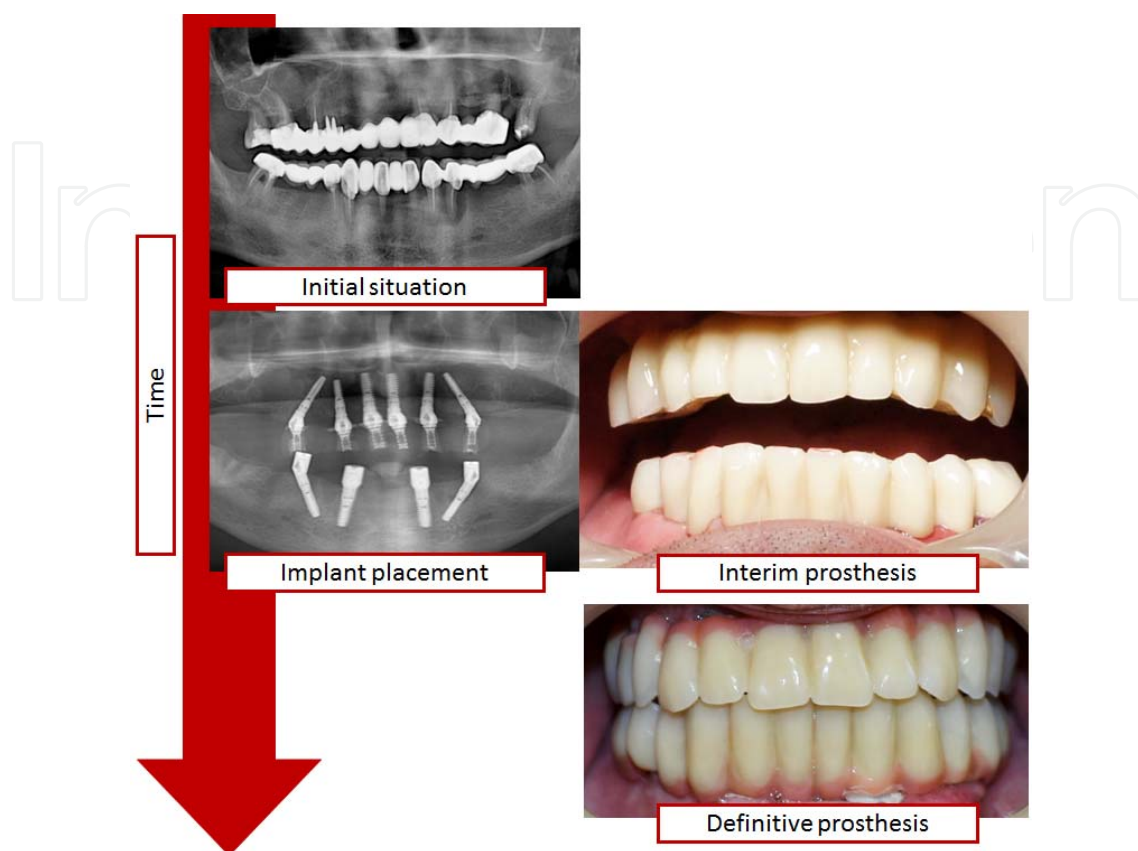 Initial situation
Time
Implant placement
Interim prosthesis
Definitive prosthesis